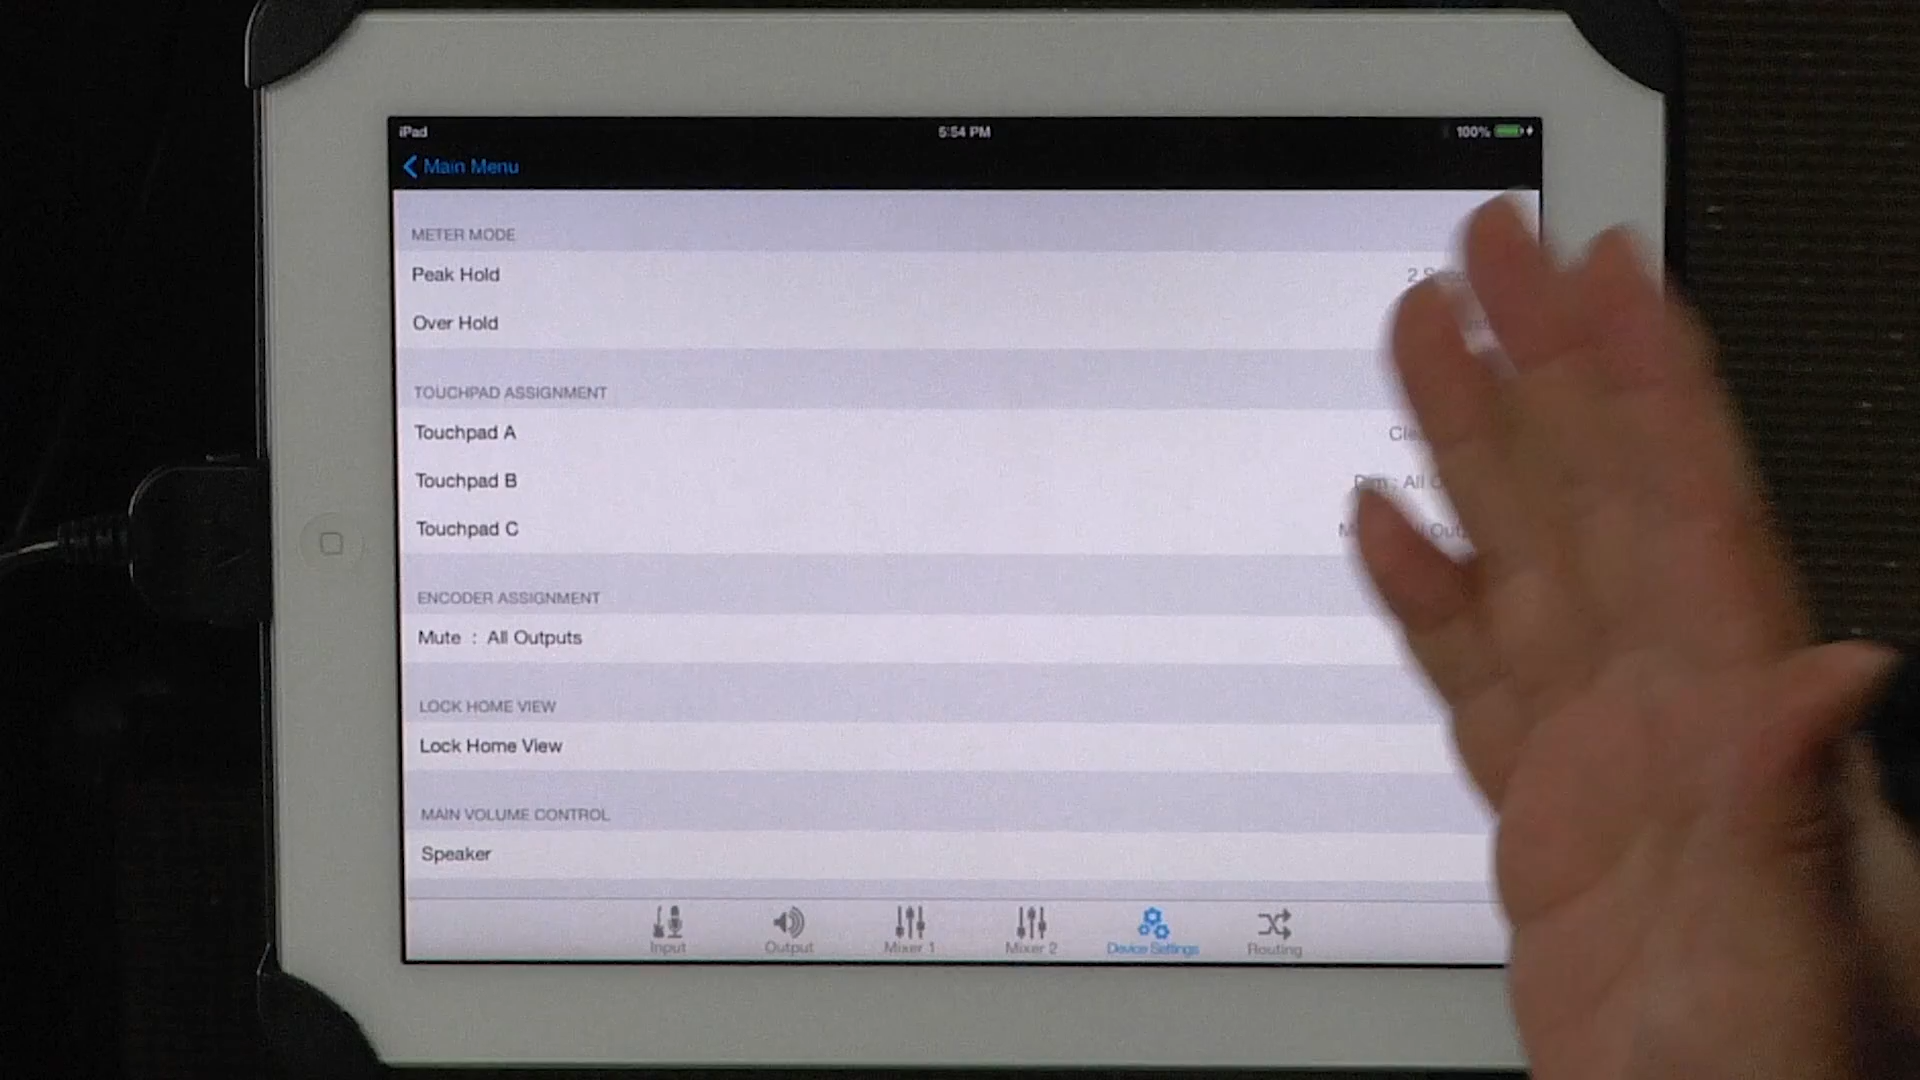 iPad 5:54 PM 100%
Main Menu
METER MODE
Peak Hold 2
Over Hold
TOUCHPAD ASSIGNMENT
Touchpad A
Touchpad B : All
Touchpad C
ENCODER ASSIGNMENT
Mute : All Outputs
LOCK HOME VIEW
Lock Home View
MAIN VOLUME CONTROL
Speaker
Input Output Mixer 1 Mixer 2 Device Settings Routing